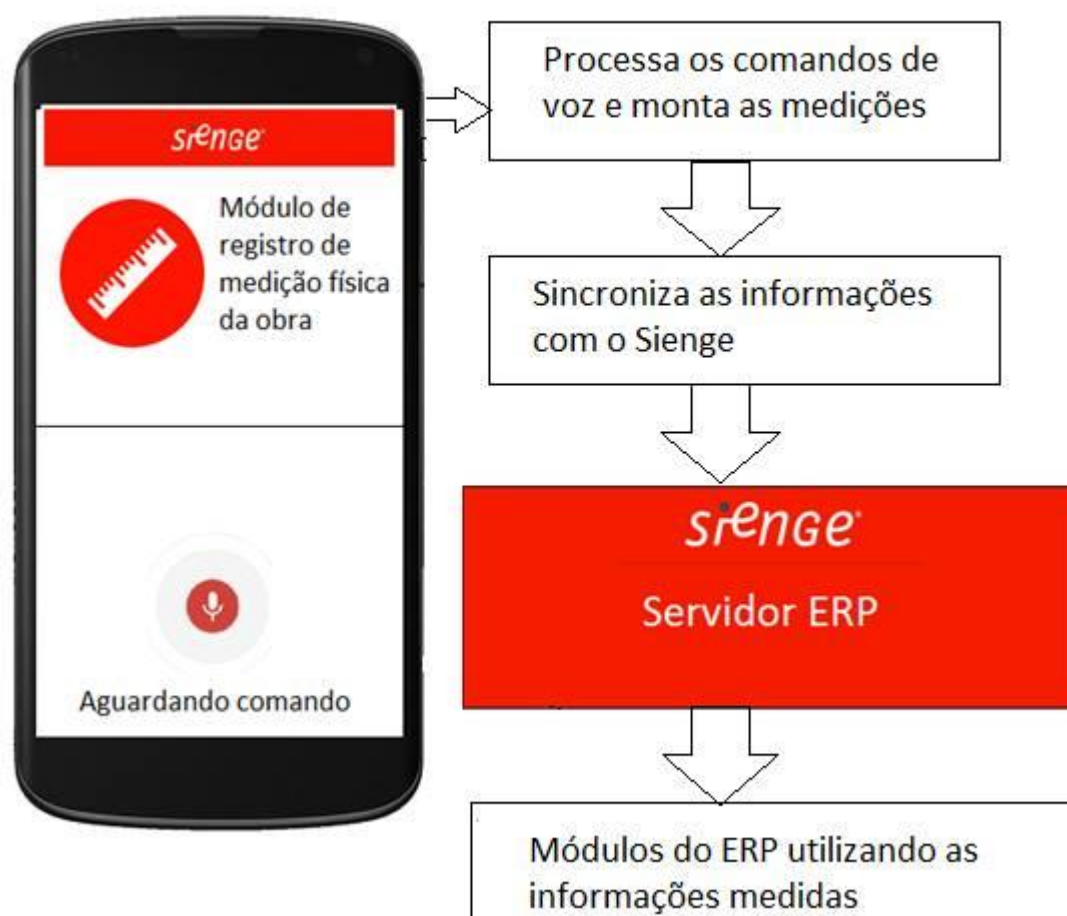 sienge
Módulo de
registro de
medição física
da obra
Aguardando comando
Processa os comandos de
voz e monta as medições
Sincroniza as informações
com o Sienge
sienge
Servidor ERP
Módulos do ERP utilizando as
informações medidas